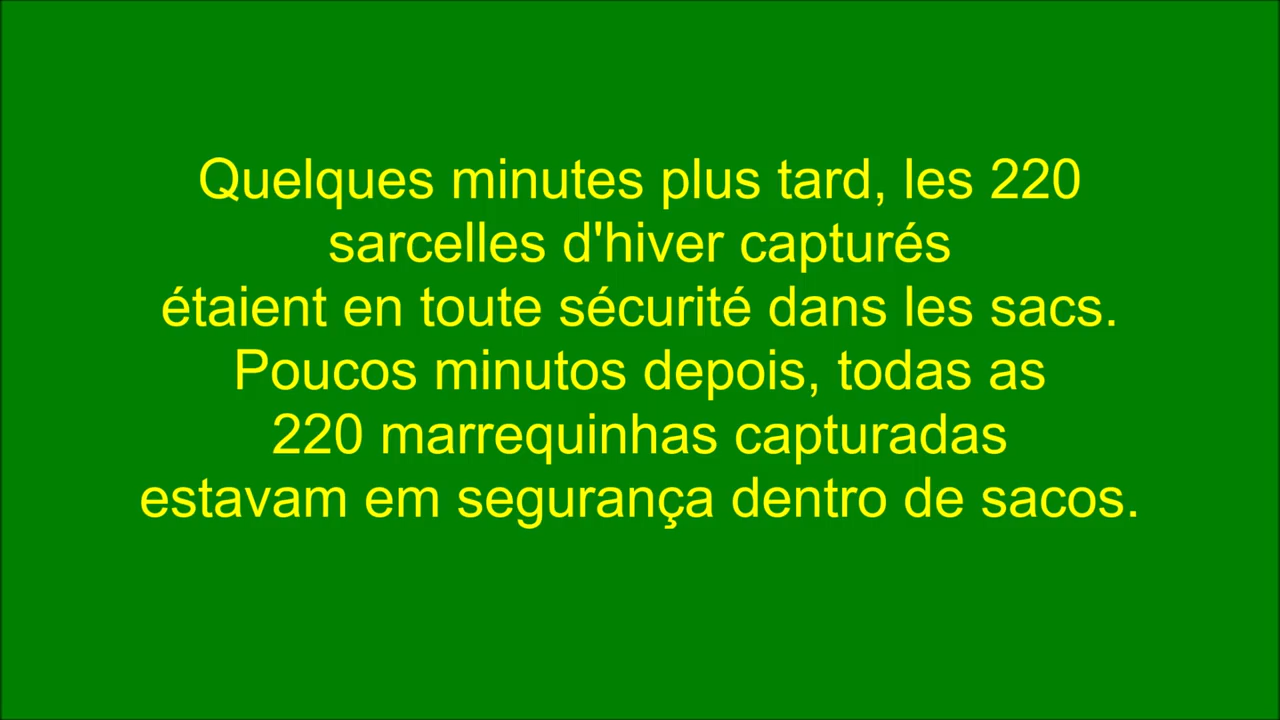 Quelques minutes plus tard, les 220
sarcelles d'hiver capturés
étaient en toute sécurité dans les sacs.
Poucos minutos depois, todas as
220 marrequinhas capturadas
estavam em segurança dentro de sacos.